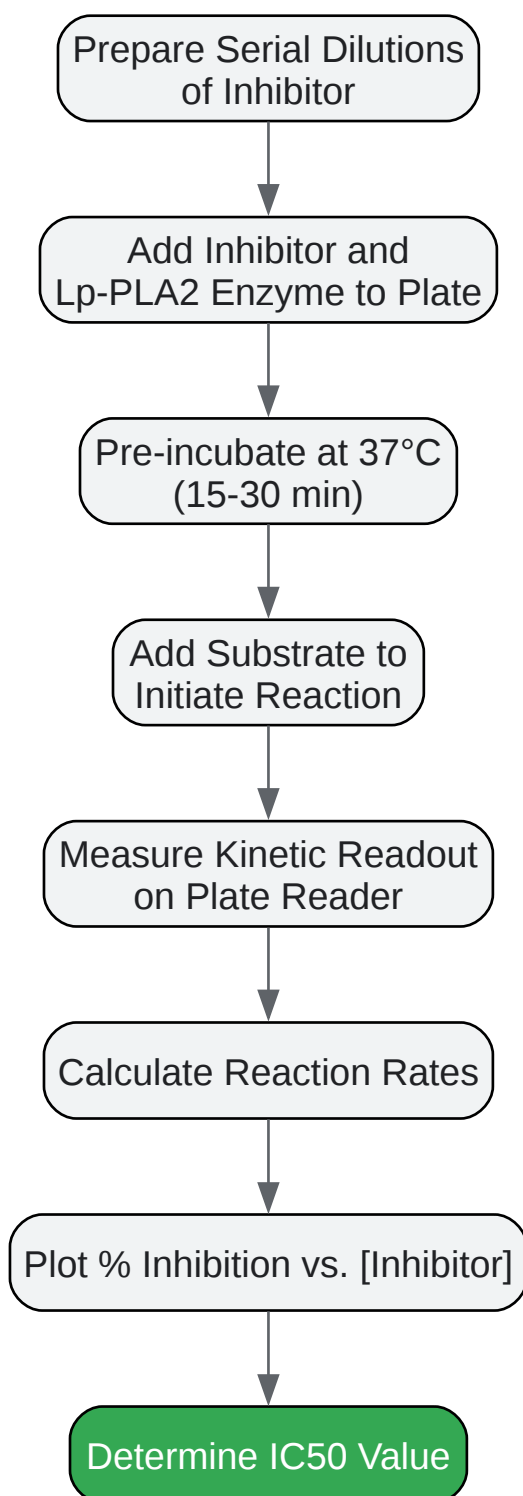 Prepare Serial Dilutions
of Inhibitor
Add Inhibitor and
Lp-PLA2 Enzyme to Plate
Pre-incubate at 37°C
(15-30 min)
Add Substrate to
Initiate Reaction
Measure Kinetic Readout
on Plate Reader
Calculate Reaction Rates
Plot % Inhibition vs. [Inhibitor]
Determine IC50 Value